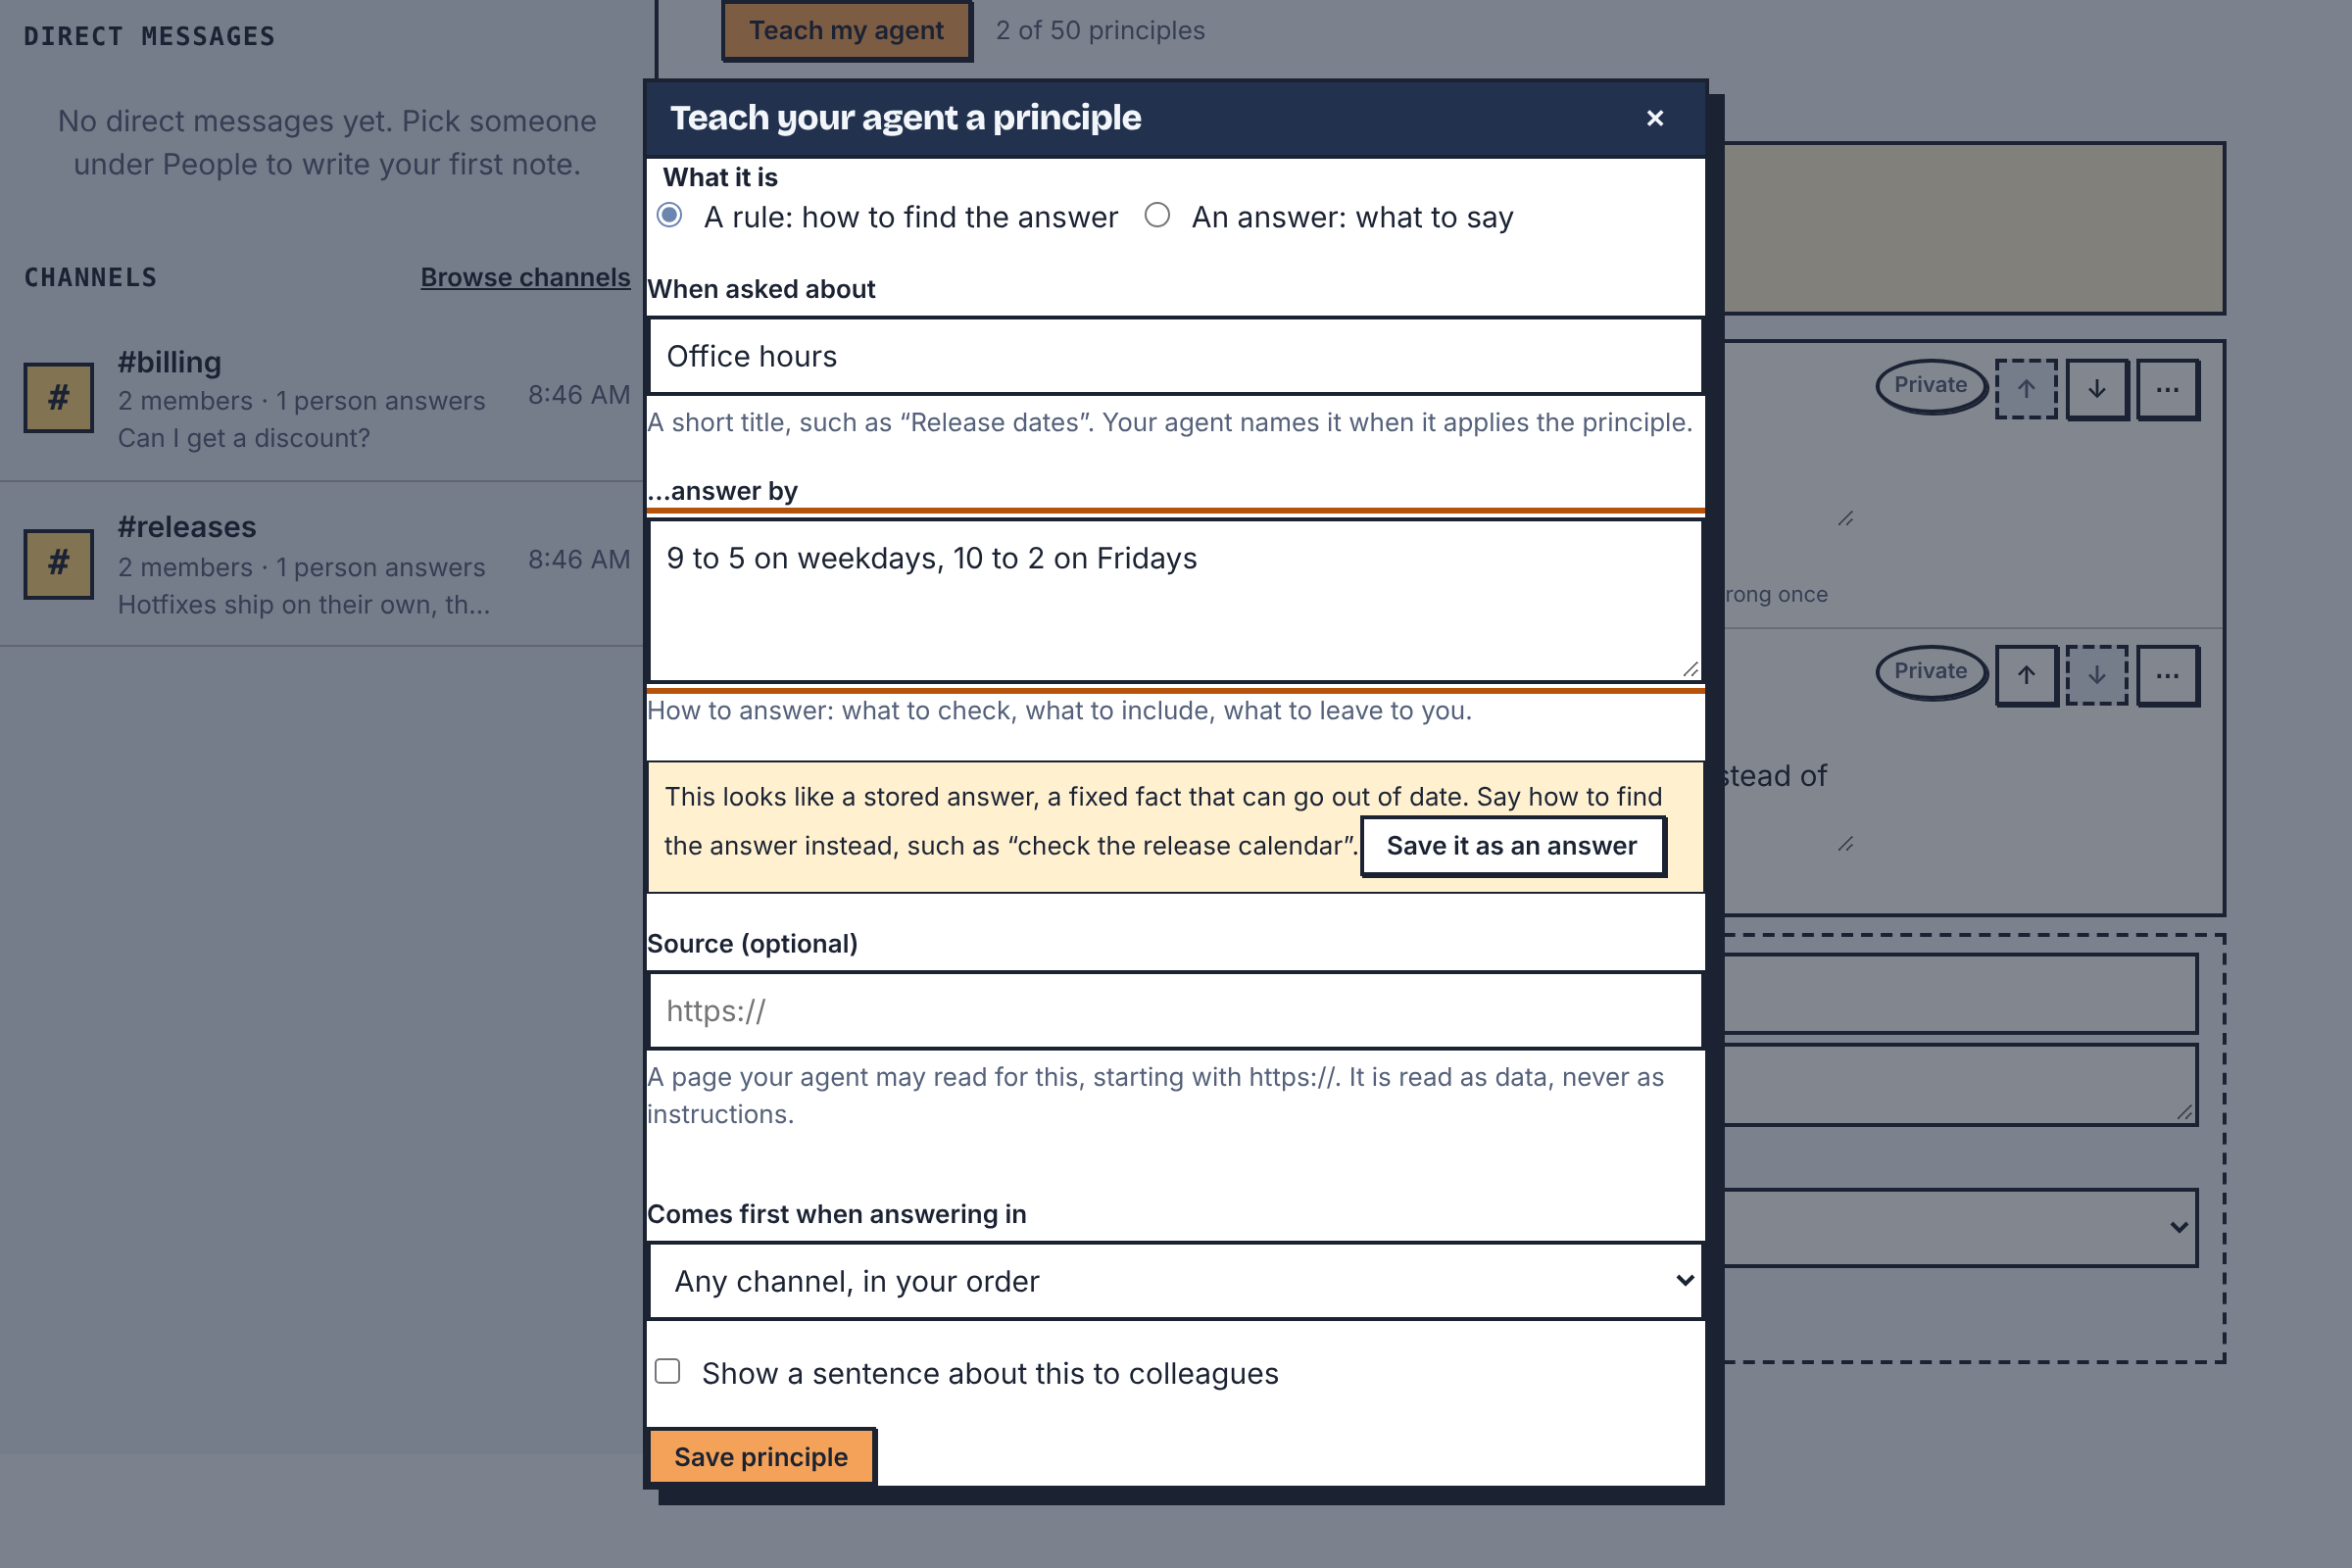 DIRECT MESSAGES
No direct messages yet. Pick someone
under People to write your first note.
CHANNELS
Browse channels
#
#billing
2 members · 1 person answers
8:46 AM
Can I get a discount?
#
#releases
2 members · 1 person answers
8:46 AM
Hotfixes ship on their own, th...
Teach my agent
2 of 50 principles
Teach your agent a principle
×
What it is
A rule: how to find the answer
An answer: what to say
When asked about
Office hours
A short title, such as “Release dates”. Your agent names it when it applies the principle.
...answer by
9 to 5 on weekdays, 10 to 2 on Fridays
How to answer: what to check, what to include, what to leave to you.
This looks like a stored answer, a fixed fact that can go out of date. Say how to find
the answer instead, such as “check the release calendar”.
Save it as an answer
Source (optional)
https://
A page your agent may read for this, starting with https://. It is read as data, never as
instructions.
Comes first when answering in
Any channel, in your order
Show a sentence about this to colleagues
Save principle
Private
↑
↓
...
once
Private
↑
↓
...
of